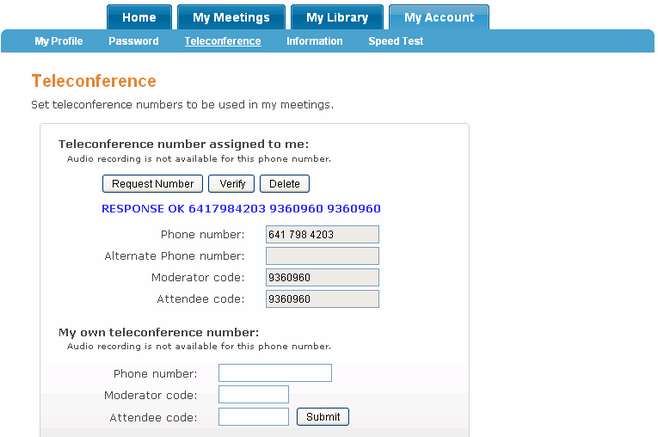 Home My Meetings My Library My Account
My Profile Password Teleconference Information Speed Test
Teleconference
Set teleconference numbers to be used in my meetings.
Teleconference number assigned to me:
Audio recording is not available for this phone number.
Request Number Verify Delete
RESPONSE OK 6417984203 9360960 9360960
Phone number: 641 798 4203
Alternate Phone number:
Moderator code: 9360960
Attendee code: 9360960
My own teleconference number:
Audio recording is not available for this phone number.
Phone number:
Moderator code:
Attendee code: Submit